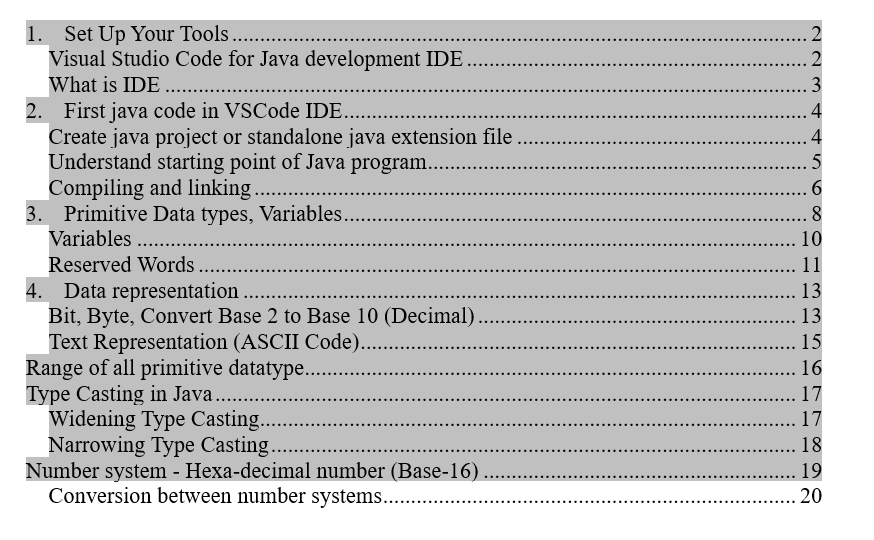 1. Set Up Your Tools ........ 2
Visual Studio Code for Java development IDE ........ 2
What is IDE ........ 3
2. First java code in VSCode IDE ........ 4
Create java project or standalone java extension file ........ 4
Understand starting point of Java program ........ 5
Compiling and linking ........ 6
3. Primitive Data types, Variables ........ 8
Variables ........ 10
Reserved Words ........ 11
4. Data representation ........ 13
Bit, Byte, Convert Base 2 to Base 10 (Decimal) ........ 13
Text Representation (ASCII Code) ........ 15
Range of all primitive datatype ........ 16
Type Casting in Java ........ 17
Widening Type Casting ........ 17
Narrowing Type Casting ........ 18
Number system - Hexa-decimal number (Base-16) ........ 19
Conversion between number systems ........ 20